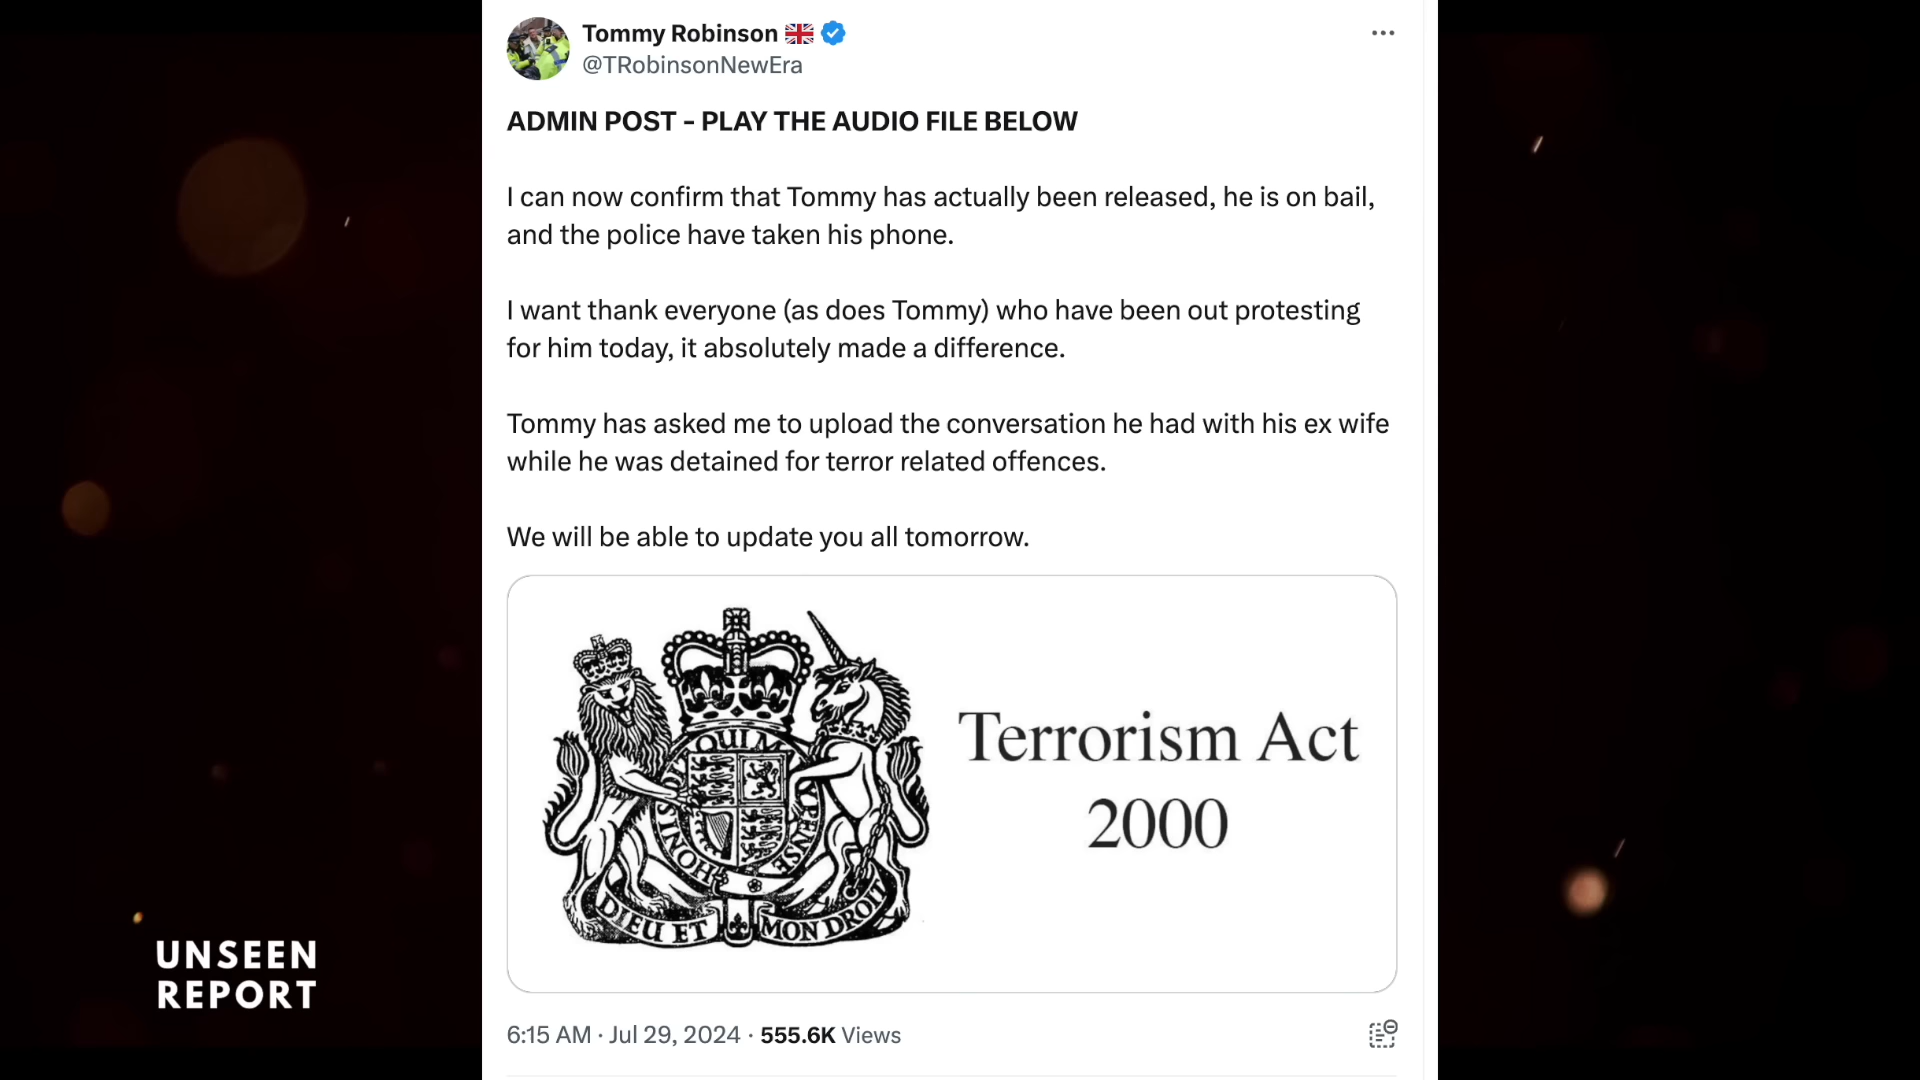 Tommy Robinson
@TRobinsonNewEra
ADMIN POST - PLAY THE AUDIO FILE BELOW
I can now confirm that Tommy has actually been released, he is on bail,
and the police have taken his phone.
I want thank everyone (as does Tommy) who have been out protesting
for him today, it absolutely made a difference.
Tommy has asked me to upload the conversation he had with his ex wife
while he was detained for terror related offences.
We will be able to update you all tomorrow.
QUI M
Y PENSE
HONI S
DIEU ET MON DROIT
Terrorism Act
2000
6:15 AM · Jul 29, 2024 · 555.6K Views
UNSEEN
REPORT